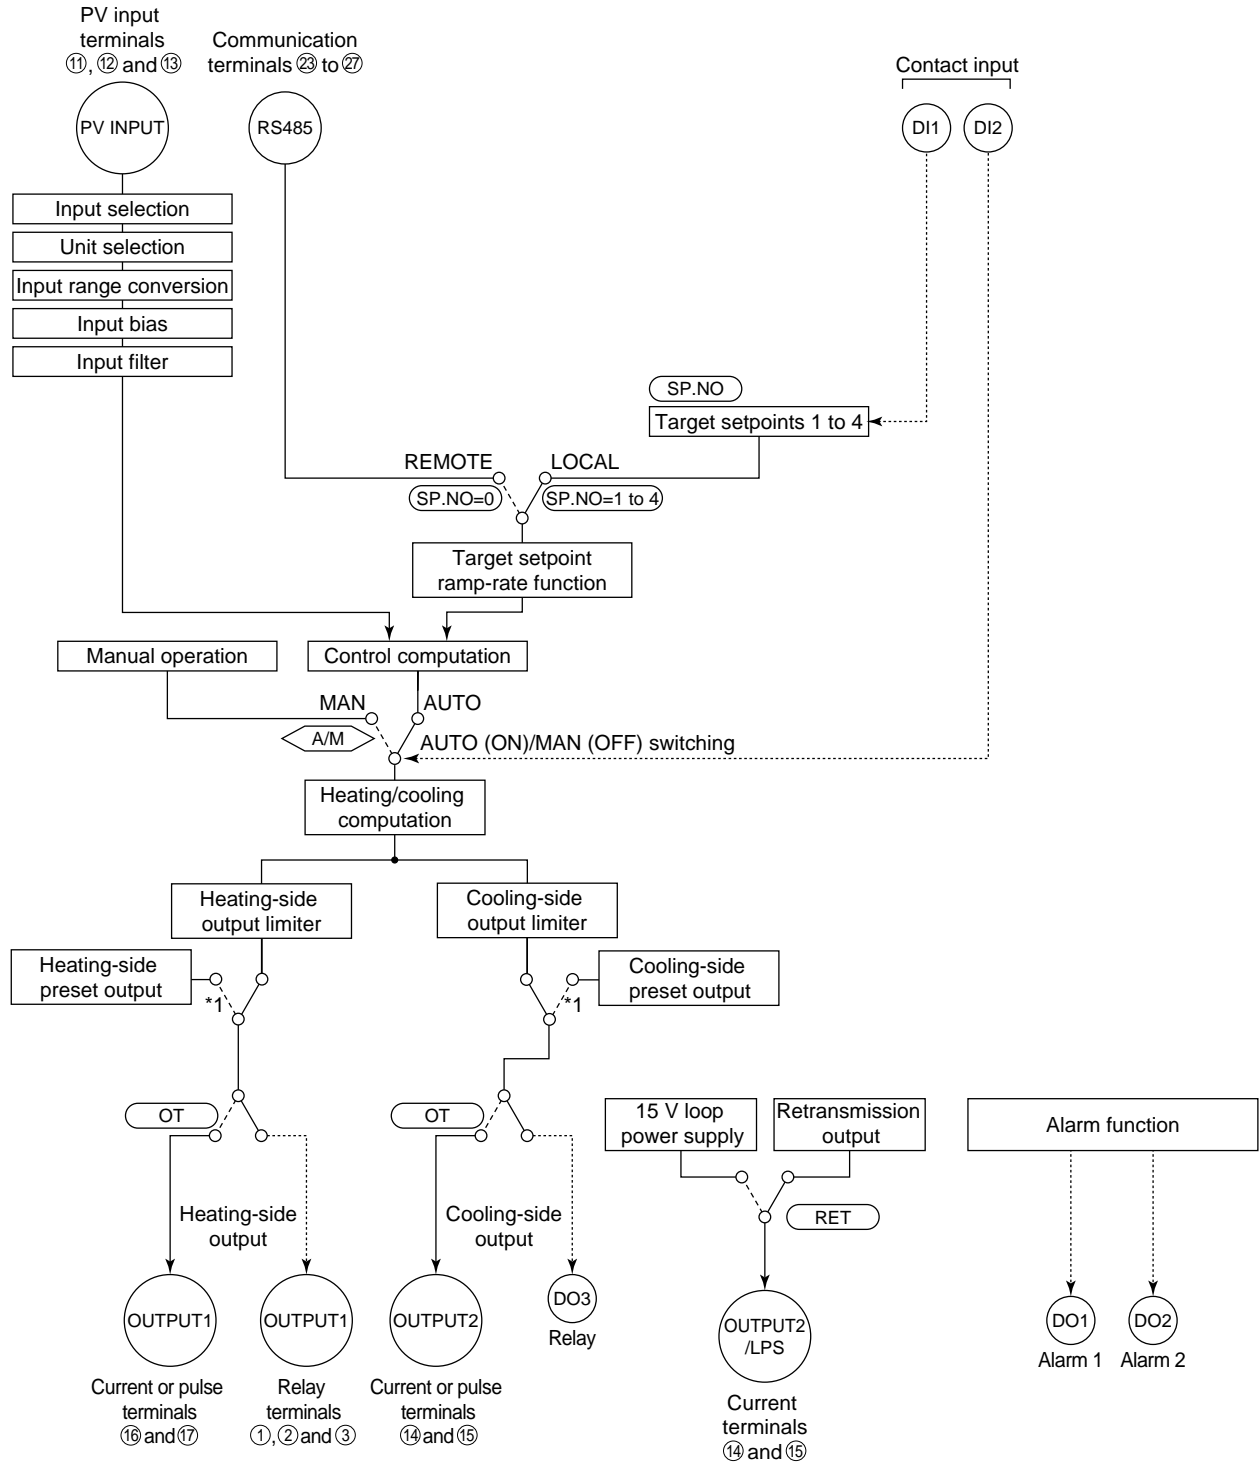 PV input
terminals
⑪, ⑫ and ⑬
Communication
terminals ㉓ to ㉗
Contact input
PV INPUT
RS485
DI1
DI2
Input selection
Unit selection
Input range conversion
Input bias
Input filter
SP.NO
Target setpoints 1 to 4
REMOTE
LOCAL
SP.NO=0
SP.NO=1 to 4
Target setpoint
ramp-rate function
Manual operation
Control computation
MAN
AUTO
A/M
AUTO (ON)/MAN (OFF) switching
Heating/cooling
computation
Heating-side
output limiter
Cooling-side
output limiter
Heating-side
preset output
*1
*1
Cooling-side
preset output
OT
OT
15 V loop
power supply
Retransmission
output
Alarm function
Heating-side
output
Cooling-side
output
RET
OUTPUT1
OUTPUT1
OUTPUT2
DO3
Relay
OUTPUT2
/LPS
DO1
DO2
Alarm 1
Alarm 2
Current or pulse
terminals
⑯ and ⑰
Relay
terminals
①, ② and ③
Current or pulse
terminals
⑭ and ⑮
Current
terminals
⑭ and ⑮